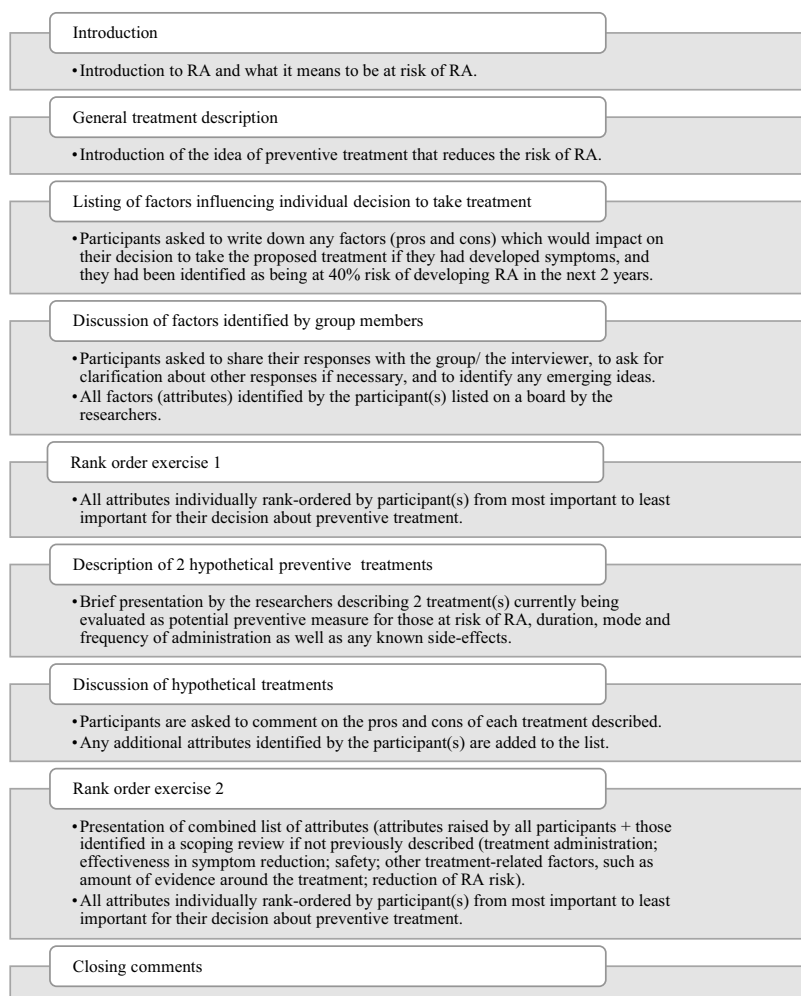 Introduction
•Introduction to RA and what it means to be at risk of RA.
General treatment description
•Introduction of the idea of preventive treatment that reduces the risk of RA.
Listing of factors influencing individual decision to take treatment
•Participants asked to write down any factors (pros and cons) which would impact on
their decision to take the proposed treatment if they had developed symptoms, and
they had been identified as being at 40% risk of developing RA in the next 2 years.
Discussion of factors identified by group members
•Participants asked to share their responses with the group/ the interviewer, to ask for
clarification about other responses if necessary, and to identify any emerging ideas.
•All factors (attributes) identified by the participant(s) listed on a board by the
researchers.
Rank order exercise 1
•All attributes individually rank-ordered by participant(s) from most important to least
important for their decision about preventive treatment.
Description of 2 hypothetical preventive treatments
•Brief presentation by the researchers describing 2 treatment(s) currently being
evaluated as potential preventive measure for those at risk of RA, duration, mode and
frequency of administration as well as any known side-effects.
Discussion of hypothetical treatments
•Participants are asked to comment on the pros and cons of each treatment described.
•Any additional attributes identified by the participant(s) are added to the list.
Rank order exercise 2
•Presentation of combined list of attributes (attributes raised by all participants + those
identified in a scoping review if not previously described (treatment administration;
effectiveness in symptom reduction; safety; other treatment-related factors, such as
amount of evidence around the treatment; reduction of RA risk).
•All attributes individually rank-ordered by participant(s) from most important to least
important for their decision about preventive treatment.
Closing comments